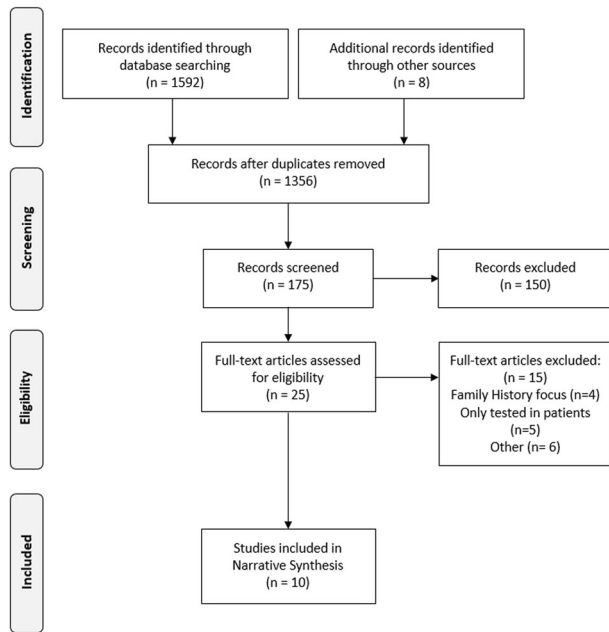 Identification
Records identified through
database searching
(n = 1592)
Additional records identified
through other sources
(n = 8)
Records after duplicates removed
(n = 1356)
Screening
Records screened
(n = 175)
Records excluded
(n = 150)
Eligibility
Full-text articles assessed
for eligibility
(n = 25)
Full-text articles excluded:
(n = 15)
Family History focus (n=4)
Only tested in patients
(n=5)
Other (n= 6)
Included
Studies included in
Narrative Synthesis
(n = 10)